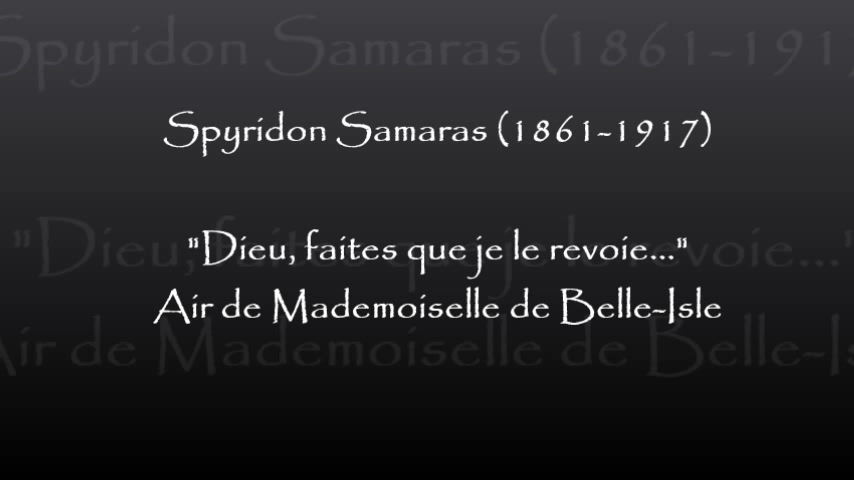 Spyridon Samaras (1861-1917)
"Dieu, faites que je le revoie..."
Air de Mademoiselle de Belle-Isle